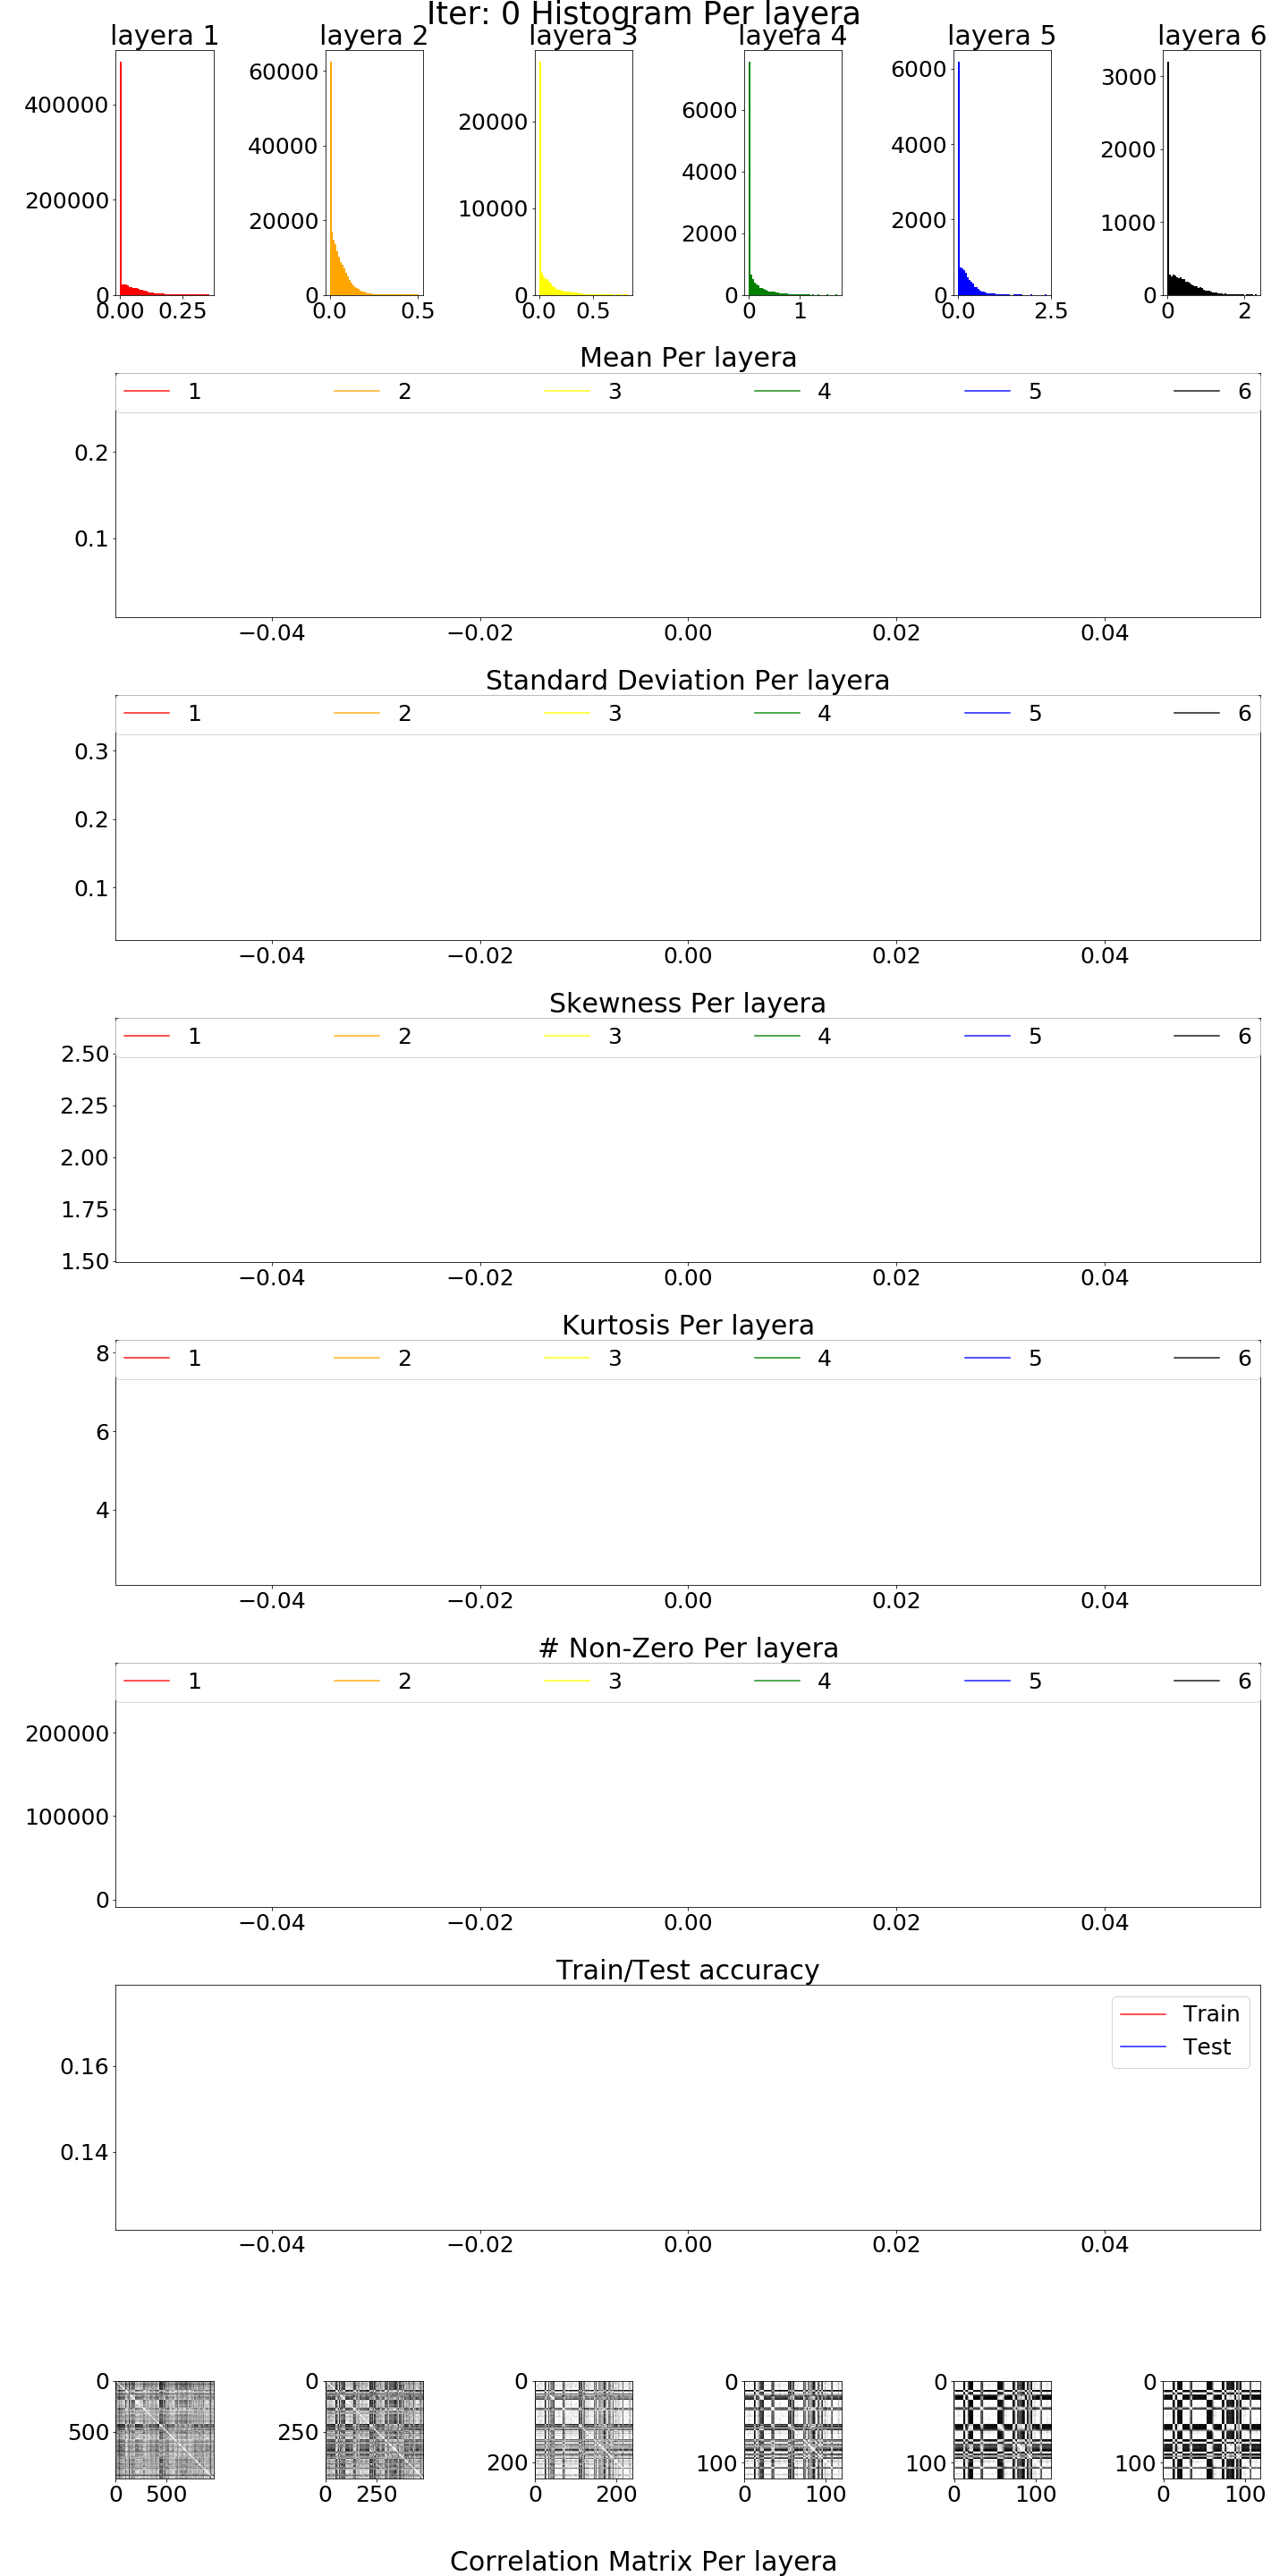 Iter: 0 Histogram Per layera
layera 1 layera 2 layera 3 layera 4 layera 5 layera 6
400000 200000 0 0.00 0.25
60000 40000 20000 0 0.0 0.5
20000 10000 0 0.0 0.5
6000 4000 2000 0 0 1
6000 4000 2000 0 0.0 2.5
3000 2000 1000 0 0 2
Mean Per layera
1 2 3 4 5 6
0.2
0.1
−0.04 −0.02 0.00 0.02 0.04
Standard Deviation Per layera
1 2 3 4 5 6
0.3
0.2
0.1
−0.04 −0.02 0.00 0.02 0.04
Skewness Per layera
1 2 3 4 5 6
2.50
2.25
2.00
1.75
1.50
−0.04 −0.02 0.00 0.02 0.04
Kurtosis Per layera
8 1 2 3 4 5 6
6
4
−0.04 −0.02 0.00 0.02 0.04
# Non-Zero Per layera
1 2 3 4 5 6
200000
100000
0
−0.04 −0.02 0.00 0.02 0.04
Train/Test accuracy
Train
Test
0.16
0.14
−0.04 −0.02 0.00 0.02 0.04
0 500 0 500
0 250 0 250
0 200 0 200
0 100 0 100
0 100 0 100
0 100 0 100
Correlation Matrix Per layera